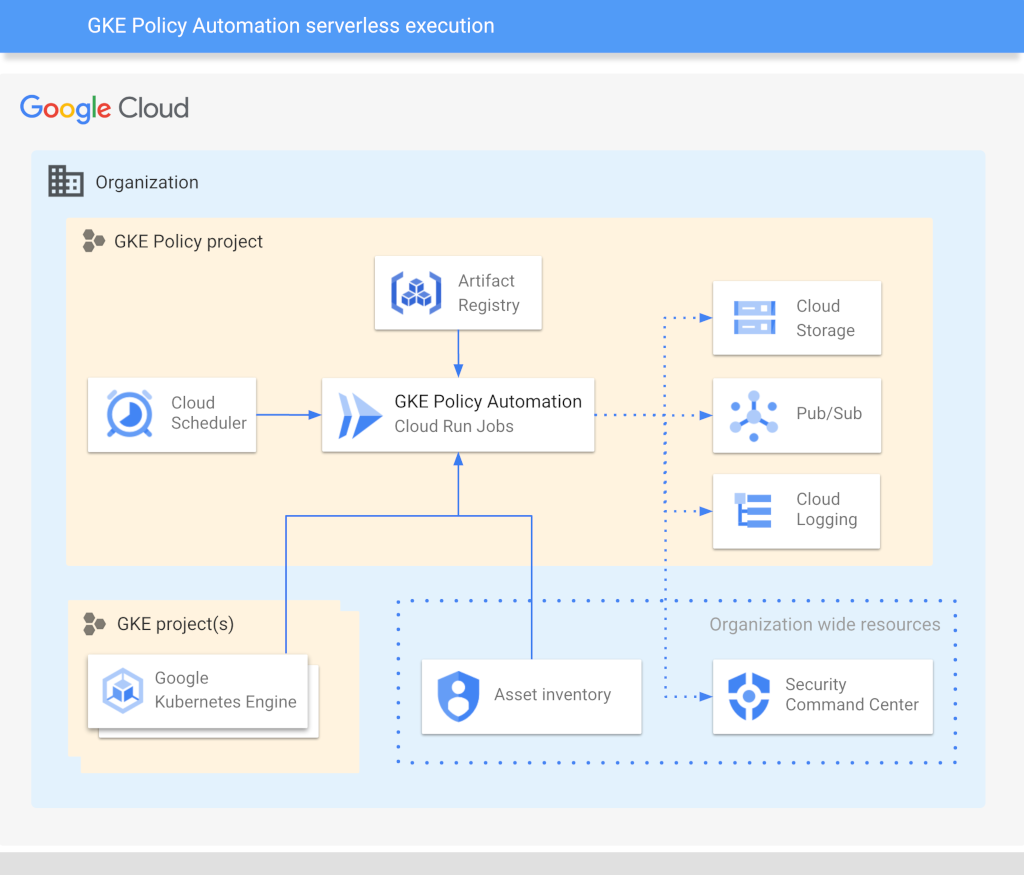 GKE Policy Automation serverless execution
Google Cloud
Organization
GKE Policy project
Artifact
Registry
Cloud
Storage
Cloud
Scheduler
GKE Policy Automation
Cloud Run Jobs
Pub/Sub
Cloud
Logging
GKE project(s)
Google
Kubernetes Engine
Organization wide resources
Asset inventory
Security
Command Center